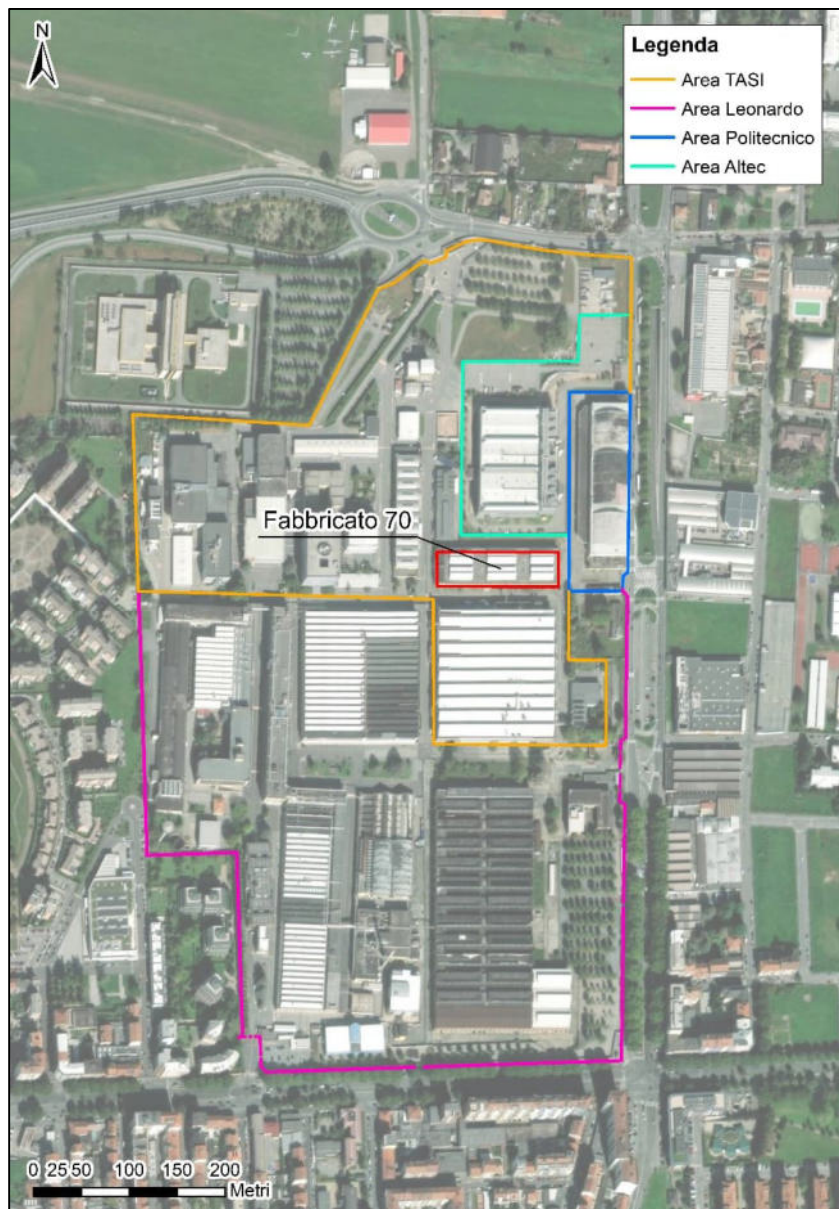 N
Legenda
Area TASI
Area Leonardo
Area Politecnico
Area Altec
Fabbricato 70
0 25 50 100 150 200
Metri